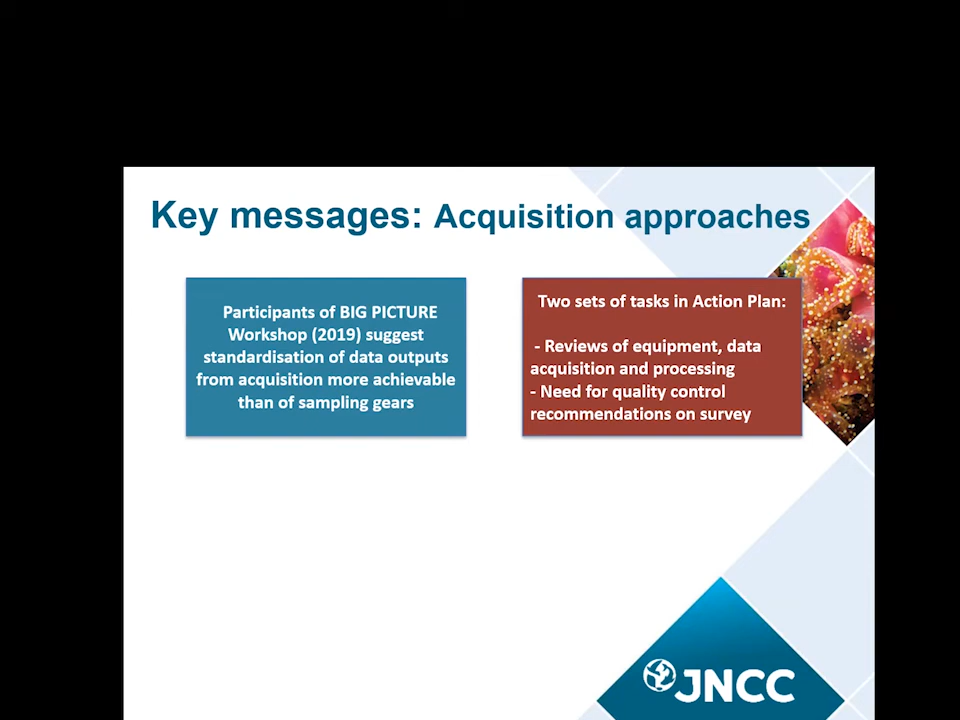 Key messages: Acquisition approaches
Participants of BIG PICTURE
Workshop (2019) suggest
standardisation of data outputs
from acquisition more achievable
than of sampling gears
Two sets of tasks in Action Plan:
- Reviews of equipment, data
acquisition and processing
- Need for quality control
recommendations on survey
JNCC